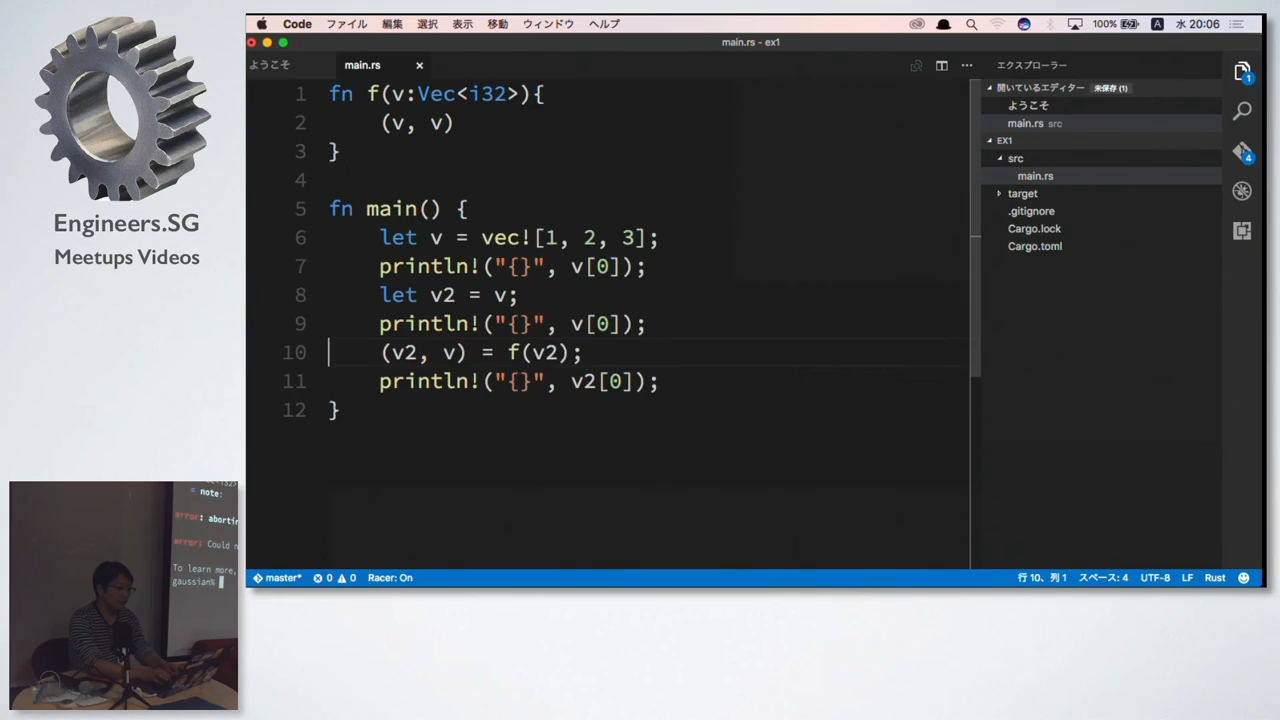 Code ファイル 編集 選択 表示 移動 ウィンドウ ヘルプ 100% A 水 20:06
main.rs - ex1
ようこそ main.rs × エクスプローラー
開いているエディター 未保存 (1)
ようこそ
main.rs src
EX1
src
main.rs
target
.gitignore
Cargo.lock
Cargo.toml
1 fn f(v:Vec<i32>){
2 (v, v)
3 }
4
5 fn main() {
6 let v = vec![1, 2, 3];
7 println!("{}", v[0]);
8 let v2 = v;
9 println!("{}", v[0]);
10 (v2, v) = f(v2);
11 println!("{}", v2[0]);
12 }
1
4
master* 0 0 Racer: On 行 10、列 1 スペース: 4 UTF-8 LF Rust
Engineers.SG
Meetups Videos
= note:
error: abortin
error: Could n
To learn more,
gaussian%